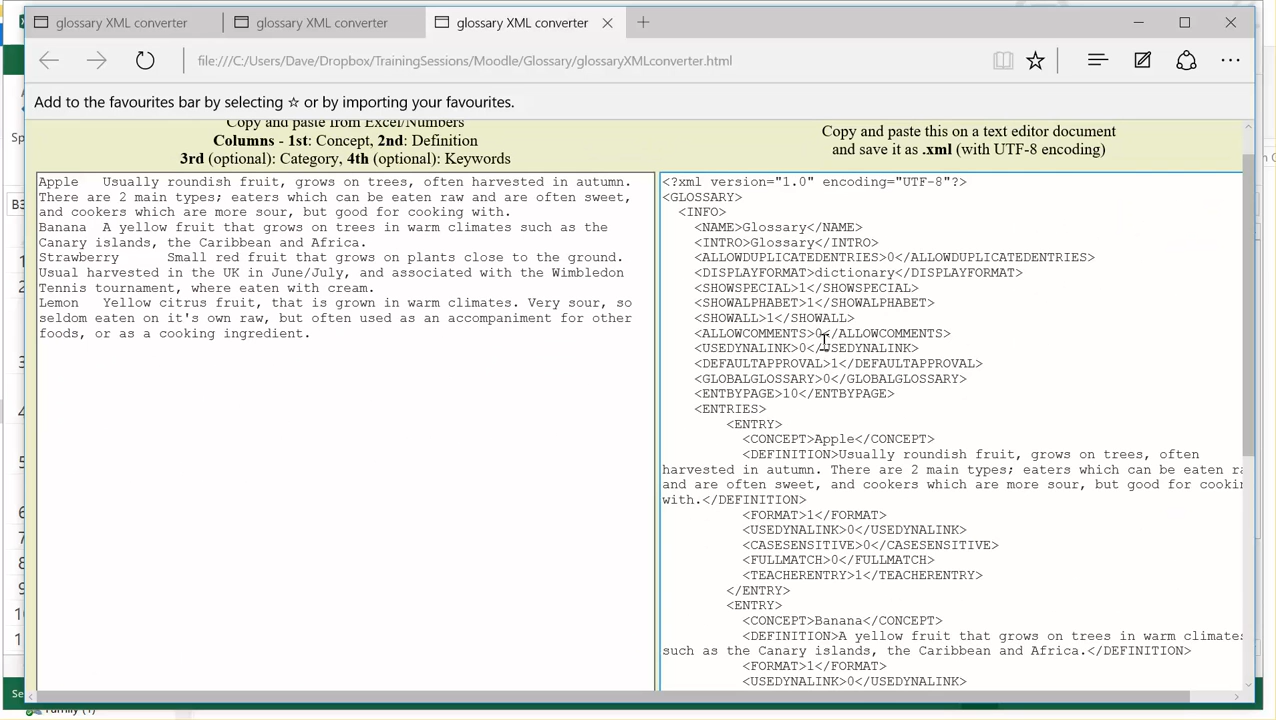 glossary XML converter
glossary XML converter
glossary XML converter
file:///C:/Users/Dave/Dropbox/TrainingSessions/Moodle/Glossary/glossaryXMLconverter.html
Add to the favourites bar by selecting ☆ or by importing your favourites.
Copy and paste from Excel/Numbers
Columns - 1st: Concept, 2nd: Definition
3rd (optional): Category, 4th (optional): Keywords
Copy and paste this on a text editor document
and save it as .xml (with UTF-8 encoding)
Apple Usually roundish fruit, grows on trees, often harvested in autumn.
There are 2 main types; eaters which can be eaten raw and are often sweet,
and cookers which are more sour, but good for cooking with.
Banana A yellow fruit that grows on trees in warm climates such as the
Canary islands, the Caribbean and Africa.
Strawberry Small red fruit that grows on plants close to the ground.
Usual harvested in the UK in June/July, and associated with the Wimbledon
Tennis tournament, where eaten with cream.
Lemon Yellow citrus fruit, that is grown in warm climates. Very sour, so
seldom eaten on it's own raw, but often used as an accompaniment for other
foods, or as a cooking ingredient.
<?xml version="1.0" encoding="UTF-8"?>
<GLOSSARY>
<INFO>
<NAME>Glossary</NAME>
<INTRO>Glossary</INTRO>
<ALLOWDUPLICATEDENTRIES>0</ALLOWDUPLICATEDENTRIES>
<DISPLAYFORMAT>dictionary</DISPLAYFORMAT>
<SHOWSPECIAL>1</SHOWSPECIAL>
<SHOWALPHABET>1</SHOWALPHABET>
<SHOWALL>1</SHOWALL>
<ALLOWCOMMENTS>0</ALLOWCOMMENTS>
<USEDYNALINK>0</USEDYNALINK>
<DEFAULTAPPROVAL>1</DEFAULTAPPROVAL>
<GLOBALGLOSSARY>0</GLOBALGLOSSARY>
<ENTBYPAGE>10</ENTBYPAGE>
<ENTRIES>
<ENTRY>
<CONCEPT>Apple</CONCEPT>
<DEFINITION>Usually roundish fruit, grows on trees, often
harvested in autumn. There are 2 main types; eaters which can be eaten ra
and are often sweet, and cookers which are more sour, but good for cookin
with.</DEFINITION>
<FORMAT>1</FORMAT>
<USEDYNALINK>0</USEDYNALINK>
<CASESENSITIVE>0</CASESENSITIVE>
<FULLMATCH>0</FULLMATCH>
<TEACHERENTRY>1</TEACHERENTRY>
</ENTRY>
<ENTRY>
<CONCEPT>Banana</CONCEPT>
<DEFINITION>A yellow fruit that grows on trees in warm climates
such as the Canary islands, the Caribbean and Africa.</DEFINITION>
<FORMAT>1</FORMAT>
<USEDYNALINK>0</USEDYNALINK>